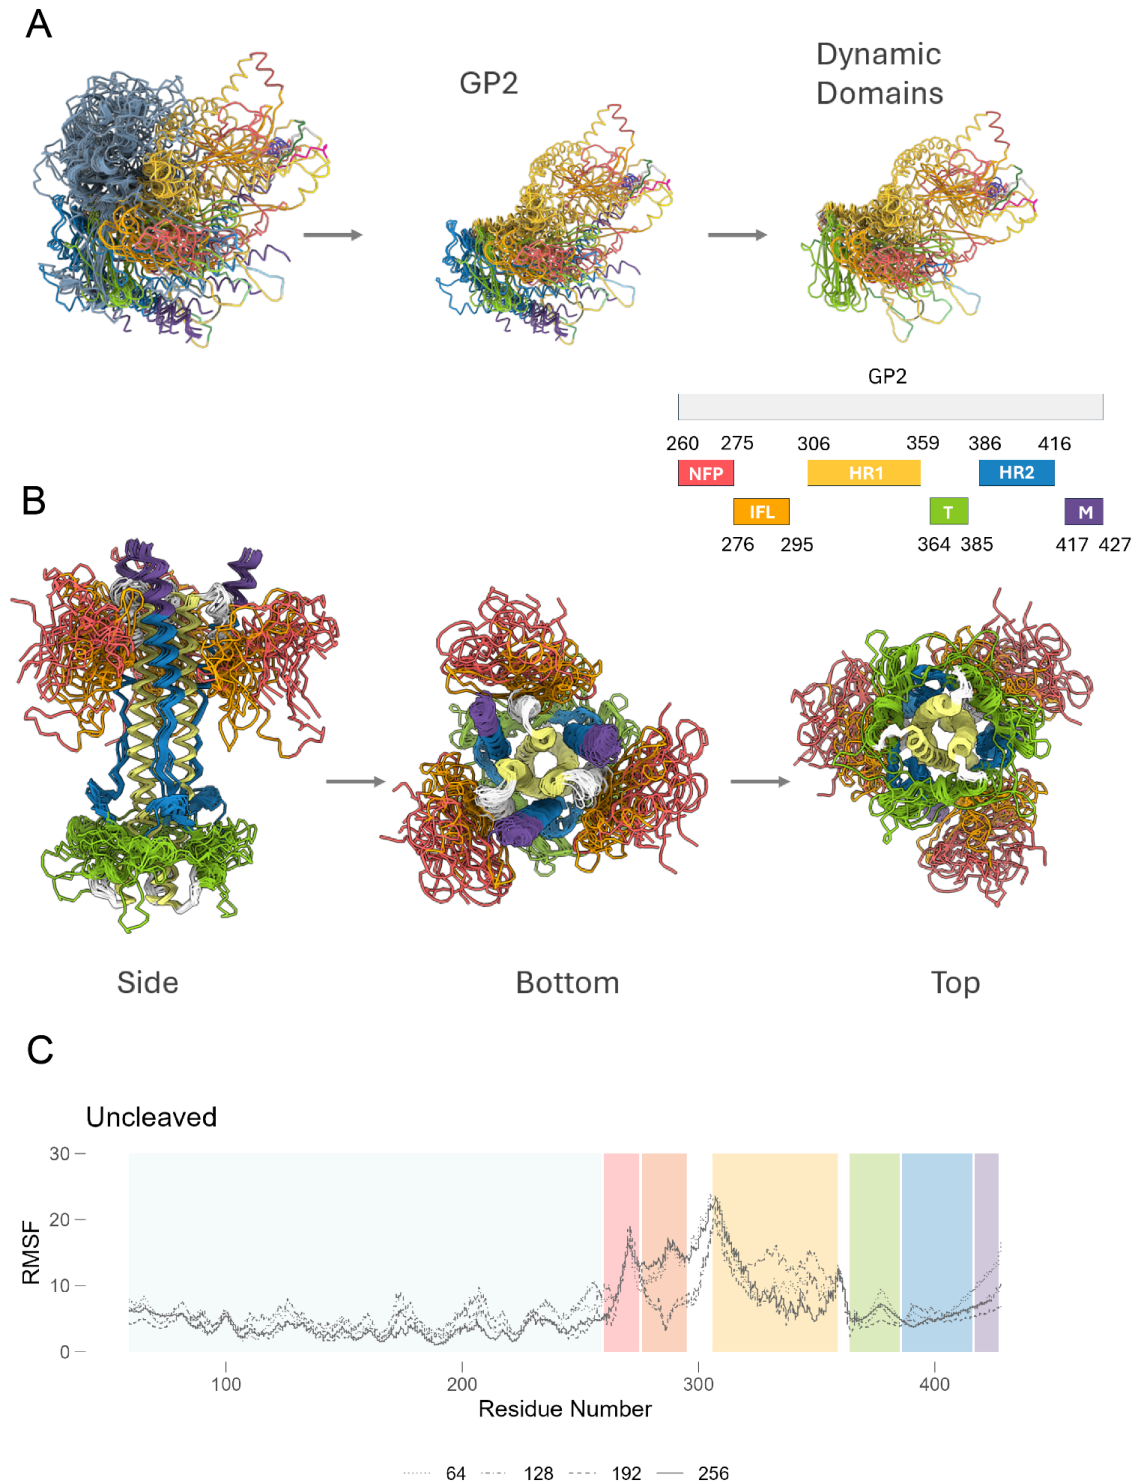 A
GP2
Dynamic
Domains
GP2
260 275 306 359 386 416
NFP HR1 HR2
B
IFL T M
276 295 364 385 417 427
Side
Bottom
Top
C
Uncleaved
30
20
10
0
RMSF
100 200 300 400
Residue Number
64 128 192 256